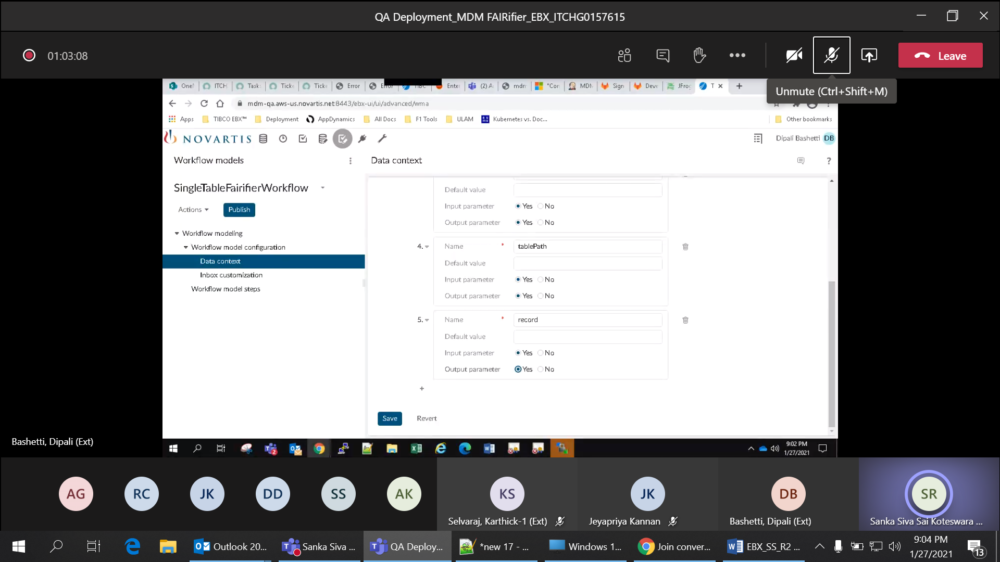 QA Deployment_MDM FAIRifier_EBX_ITCHG0157615
01:03:08
Leave
Unmute (Ctrl+Shift+M)
OneN ITCH Task Ticke Ticke Error Error TIBC Enter (2) A mdm "Con MDM Sign Deve JFrog T
mdm-qa.aws-us.novartis.net:8443/ebx-ui/ui/advanced/wma
Apps TIBCO EBX™ Deployment AppDynamics All Docs F1 Tools ULAM Kubernetes vs. Doc... Other bookmarks
NOVARTIS Dipali Bashetti DB
Workflow models Data context ?
SingleTableFairifierWorkflow
Actions Publish
Workflow modeling
Workflow model configuration
Data context
Inbox customization
Workflow model steps
Default value
Input parameter Yes No
Output parameter Yes No
4. Name * tablePath
Default value
Input parameter Yes No
Output parameter Yes No
5. Name * record
Default value
Input parameter Yes No
Output parameter Yes No
+
Save Revert
Bashetti, Dipali (Ext)
9:02 PM
1/27/2021
AG RC JK DD SS AK KS JK DB SR
Selvaraj, Karthick-1 (Ext) Jeyapriya Kannan Bashetti, Dipali (Ext) Sanka Siva Sai Koteswara ...
Outlook 20... Sanka Siva ... QA Deploy... *new 17 - ... Windows 1... Join conver... EBX_SS_R2 ...
9:04 PM
1/27/2021
13